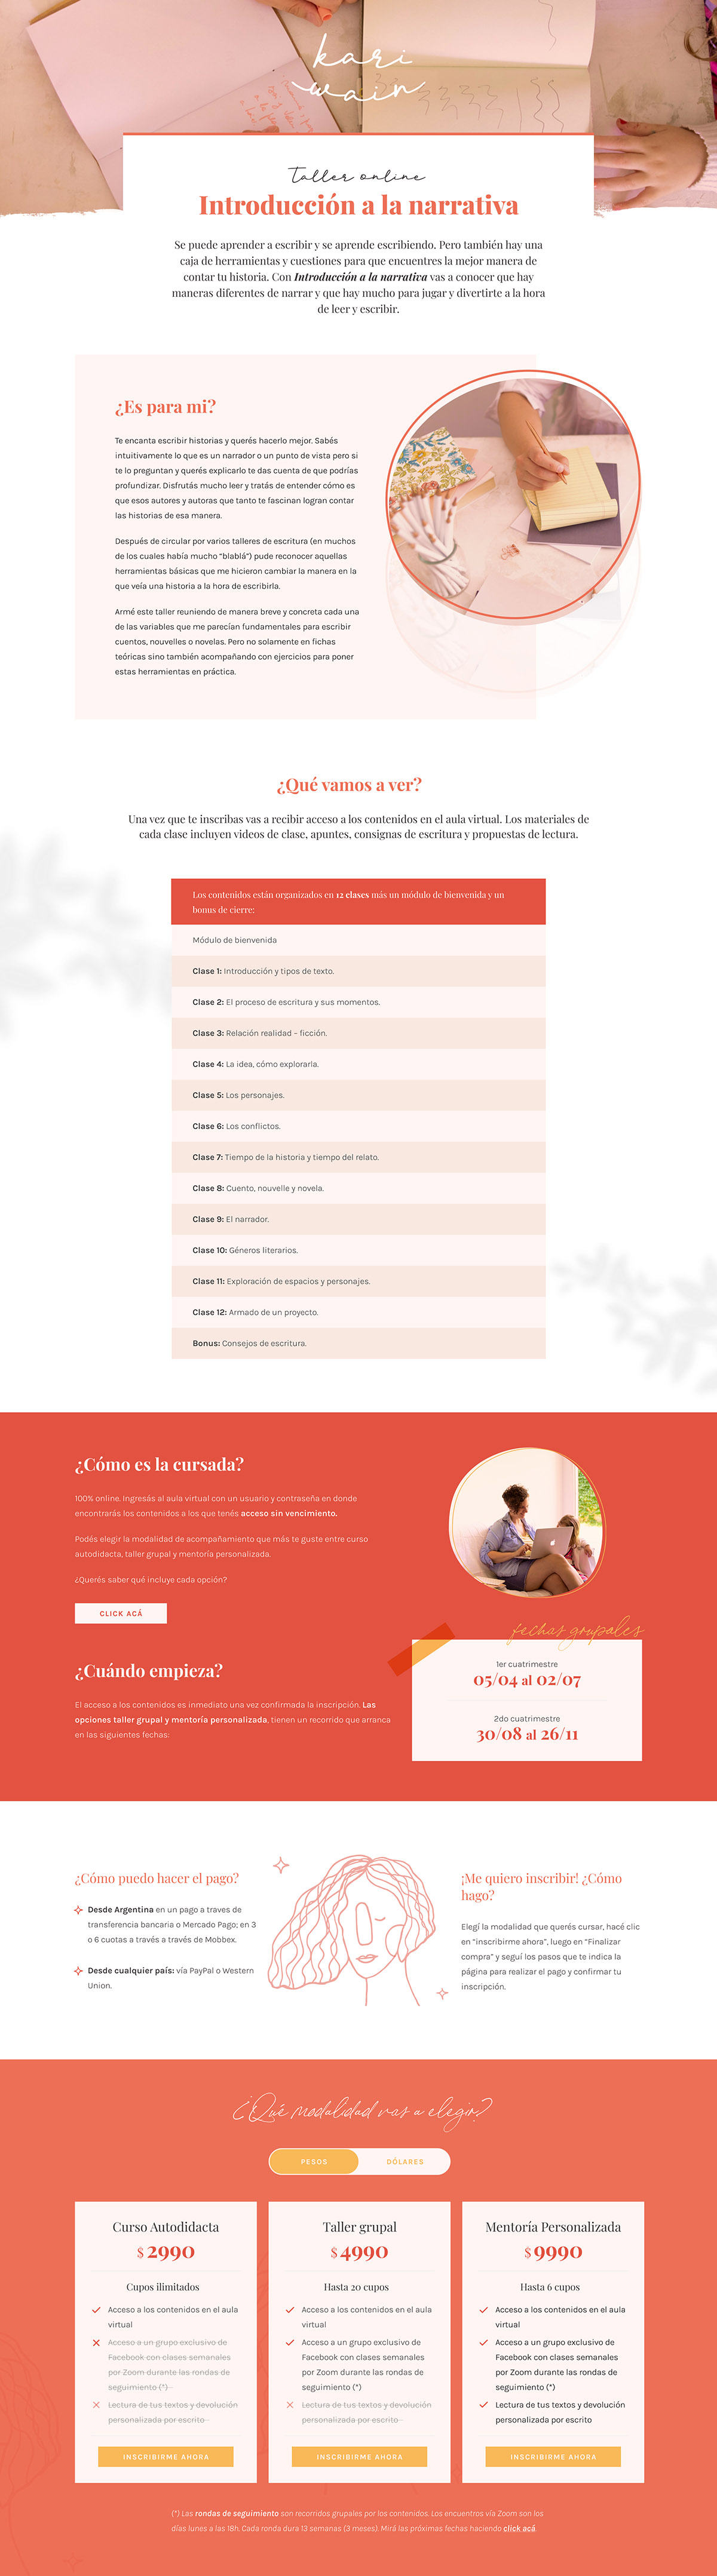 kari
wain
Taller online
Introducción a la narrativa
Se puede aprender a escribir y se aprende escribiendo. Pero también hay una
caja de herramientas y cuestiones para que encuentres la mejor manera de
contar tu historia. Con Introducción a la narrativa vas a conocer que hay
maneras diferentes de narrar y que hay mucho para jugar y divertirte a la hora
de leer y escribir.
¿Es para mi?
Te encanta escribir historias y querés hacerlo mejor. Sabés
intuitivamente lo que es un narrador o un punto de vista pero si
te lo preguntan y querés explicarlo te das cuenta de que podrías
profundizar. Disfrutás mucho leer y tratás de entender cómo es
que esos autores y autoras que tanto te fascinan logran contar
las historias de esa manera.
Después de circular por varios talleres de escritura (en muchos
de los cuales había mucho “blablá”) pude reconocer aquellas
herramientas básicas que me hicieron cambiar la manera en la
que veía una historia a la hora de escribirla.
Armé este taller reuniendo de manera breve y concreta cada una
de las variables que me parecían fundamentales para escribir
cuentos, nouvelles o novelas. Pero no solamente en fichas
teóricas sino también acompañando con ejercicios para poner
estas herramientas en práctica.
¿Qué vamos a ver?
Una vez que te inscribas vas a recibir acceso a los contenidos en el aula virtual. Los materiales de
cada clase incluyen videos de clase, apuntes, consignas de escritura y propuestas de lectura.
Los contenidos están organizados en 12 clases más un módulo de bienvenida y un
bonus de cierre:
Módulo de bienvenida
Clase 1: Introducción y tipos de texto.
Clase 2: El proceso de escritura y sus momentos.
Clase 3: Relación realidad – ficción.
Clase 4: La idea, cómo explorarla.
Clase 5: Los personajes.
Clase 6: Los conflictos.
Clase 7: Tiempo de la historia y tiempo del relato.
Clase 8: Cuento, nouvelle y novela.
Clase 9: El narrador.
Clase 10: Géneros literarios.
Clase 11: Exploración de espacios y personajes.
Clase 12: Armado de un proyecto.
Bonus: Consejos de escritura.
¿Cómo es la cursada?
100% online. Ingresás al aula virtual con un usuario y contraseña en donde
encontrarás los contenidos a los que tenés acceso sin vencimiento.
Podés elegir la modalidad de acompañamiento que más te guste entre curso
autodidacta, taller grupal y mentoría personalizada.
¿Querés saber qué incluye cada opción?
CLICK ACÁ
¿Cuándo empieza?
El acceso a los contenidos es inmediato una vez confirmada la inscripción. Las
opciones taller grupal y mentoría personalizada, tienen un recorrido que arranca
en las siguientes fechas:
fechas grupales
1er cuatrimestre
05/04 al 02/07
2do cuatrimestre
30/08 al 26/11
¿Cómo puedo hacer el pago?
Desde Argentina en un pago a traves de
transferencia bancaria o Mercado Pago; en 3
o 6 cuotas a través a través de Mobbex.
Desde cualquier país: vía PayPal o Western
Union.
¡Me quiero inscribir! ¿Cómo
hago?
Elegí la modalidad que querés cursar, hacé clic
en “inscribirme ahora”, luego en “Finalizar
compra” y seguí los pasos que te indica la
página para realizar el pago y confirmar tu
inscripción.
¿Qué modalidad vas a elegir?
PESOS
DÓLARES
Curso Autodidacta
$ 2990
Cupos ilimitados
Acceso a los contenidos en el aula
virtual
Acceso a un grupo exclusivo de
Facebook con clases semanales
por Zoom durante las rondas de
seguimiento (*)
Lectura de tus textos y devolución
personalizada por escrito
INSCRIBIRME AHORA
Taller grupal
$ 4990
Hasta 20 cupos
Acceso a los contenidos en el aula
virtual
Acceso a un grupo exclusivo de
Facebook con clases semanales
por Zoom durante las rondas de
seguimiento (*)
Lectura de tus textos y devolución
personalizada por escrito
INSCRIBIRME AHORA
Mentoría Personalizada
$ 9990
Hasta 6 cupos
Acceso a los contenidos en el aula
virtual
Acceso a un grupo exclusivo de
Facebook con clases semanales
por Zoom durante las rondas de
seguimiento (*)
Lectura de tus textos y devolución
personalizada por escrito
INSCRIBIRME AHORA
(*) Las rondas de seguimiento son recorridos grupales por los contenidos. Los encuentros vía Zoom son los
días lunes a las 18h. Cada ronda dura 13 semanas (3 meses). Mirá las próximas fechas haciendo click acá.